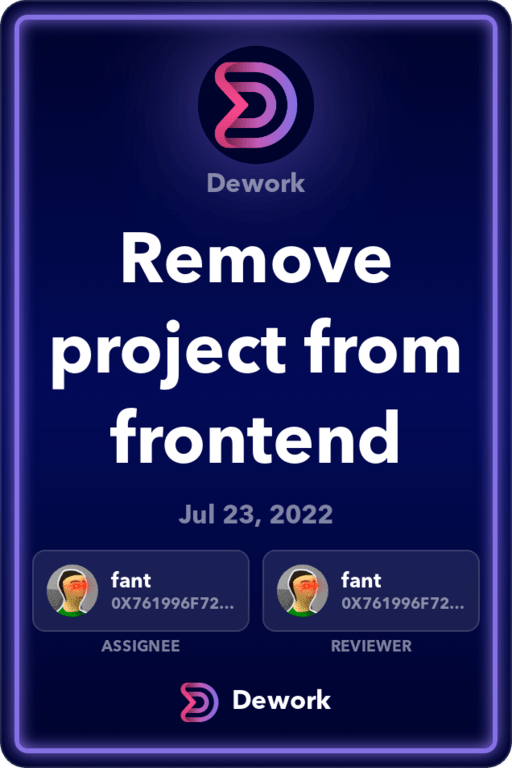 Dework
Remove
project from
frontend
Jul 23, 2022
fant
0X761996F72...
fant
0X761996F72...
ASSIGNEE
REVIEWER
Dework